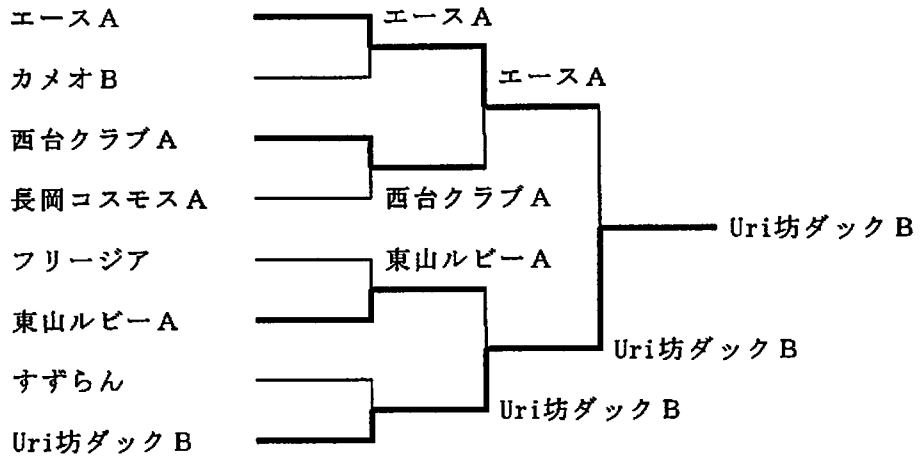 エースA
エースA
カメオB
エースA
西台クラブA
長岡コスモスA
西台クラブA
Uri坊ダックB
フリージア
東山ルビーA
東山ルビーA
Uri坊ダックB
すずらん
Uri坊ダックB
Uri坊ダックB